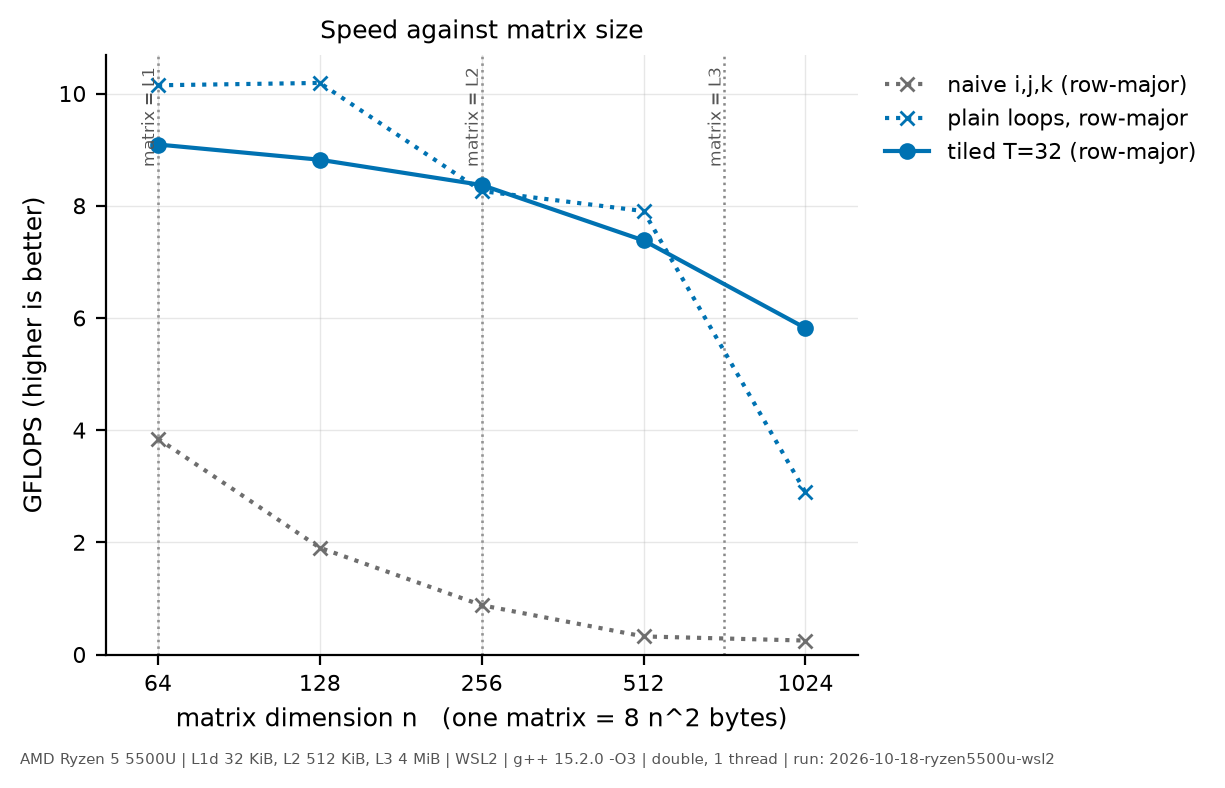 Speed against matrix size
GFLOPS (higher is better)
10
8
6
4
2
0
matrix = L1
matrix = L2
matrix = L3
64 128 256 512 1024
matrix dimension n (one matrix = 8 n^2 bytes)
naive i,j,k (row-major)
plain loops, row-major
tiled T=32 (row-major)
AMD Ryzen 5 5500U | L1d 32 KiB, L2 512 KiB, L3 4 MiB | WSL2 | g++ 15.2.0 -O3 | double, 1 thread | run: 2026-10-18-ryzen5500u-wsl2